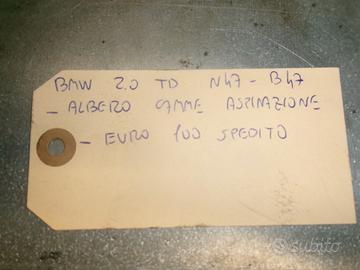 BMW 2.0 TD N47 - B47
- ALBERO CAMME ASPIRAZIONE
- EURO 100 SPEDITO
subito